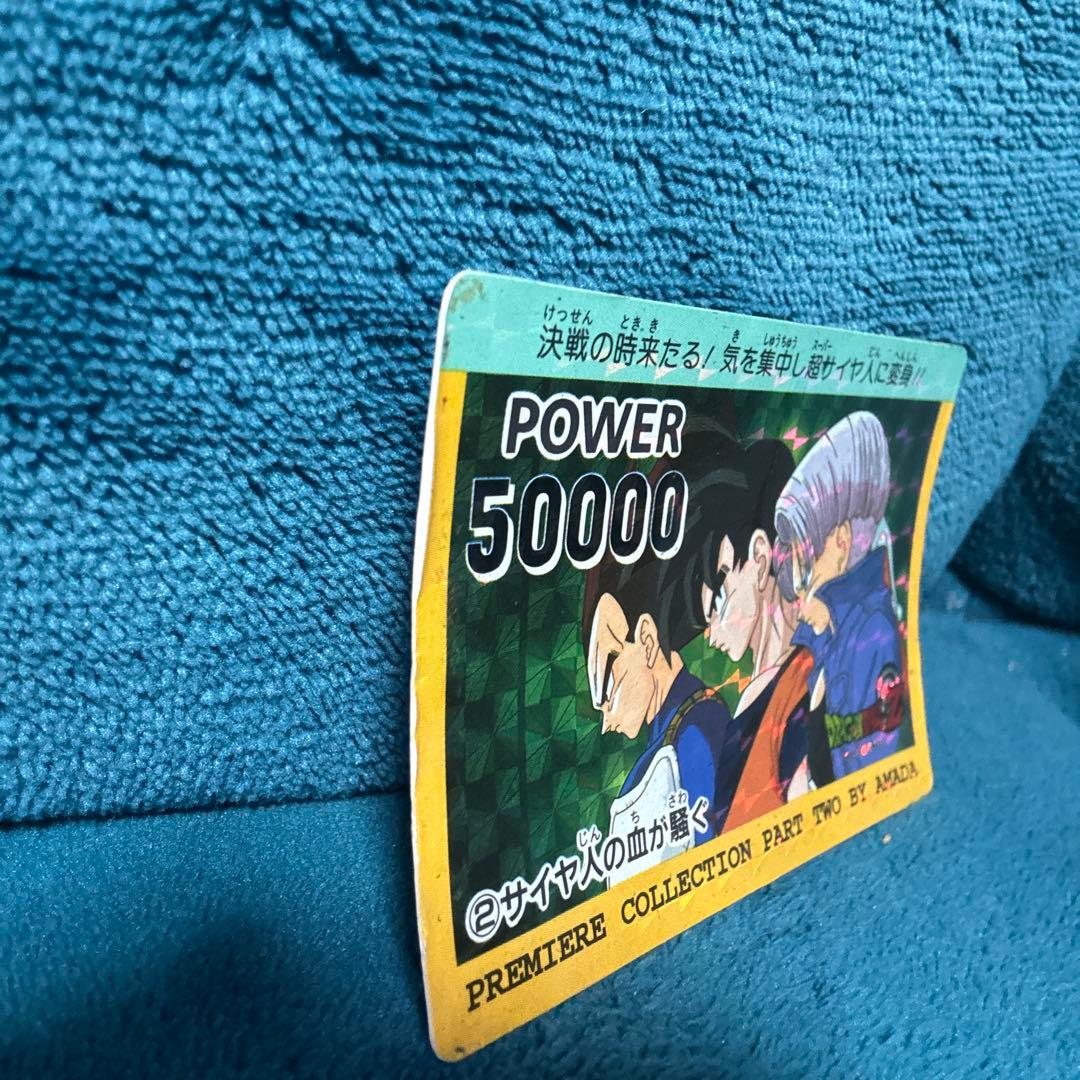 決戦の時来たる!気を集中し超サイヤ人に変身!!
POWER
50000
②サイヤ人の血が騒ぐ
PREMIERE COLLECTION PART TWO BY AMADA